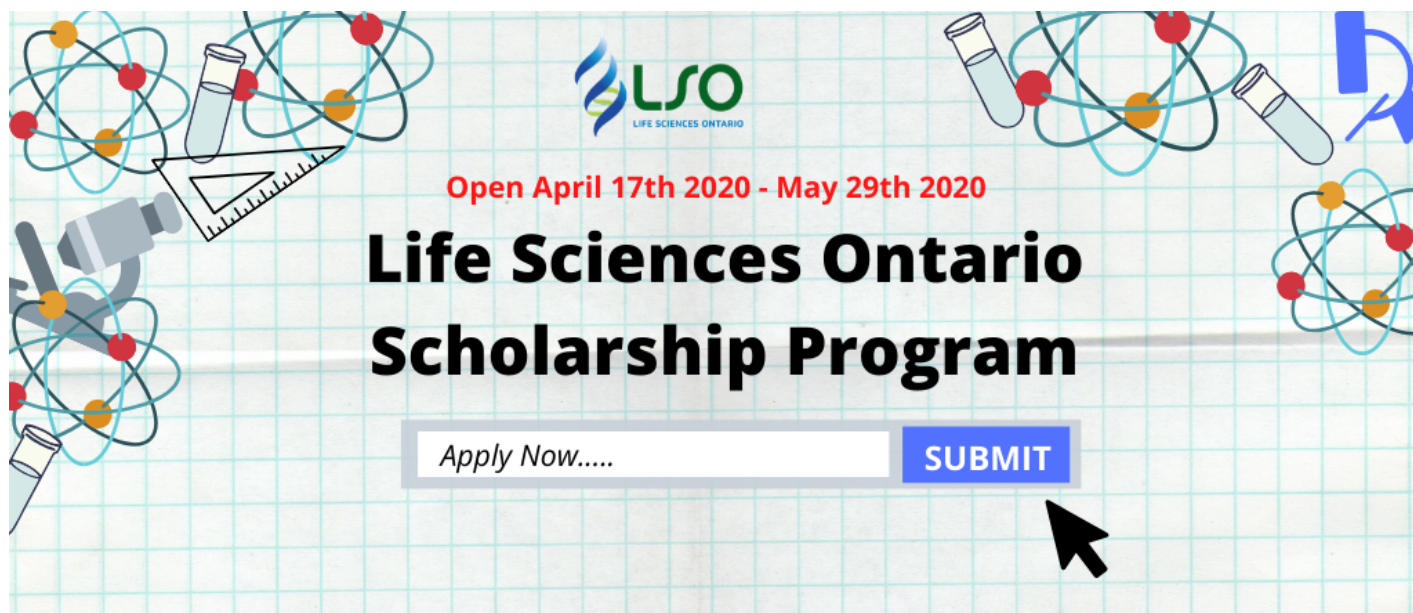 LSO
LIFE SCIENCES ONTARIO
Open April 17th 2020 - May 29th 2020
Life Sciences Ontario
Scholarship Program
Apply Now.....
SUBMIT